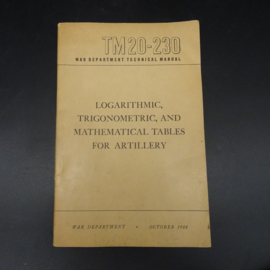 TM20-230
WAR DEPARTMENT TECHNICAL MANUAL
LOGARITHMIC,
TRIGONOMETRIC, AND
MATHEMATICAL TABLES
FOR ARTILLERY
WAR DEPARTMENT • OCTOBER